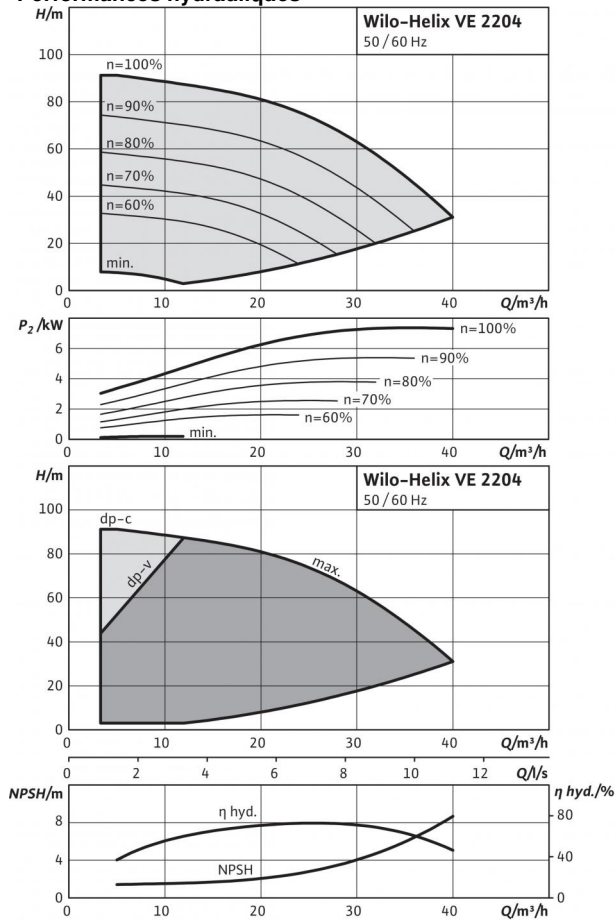 Performances hydrauliques
H/m
Wilo-Helix VE 2204
50 / 60 Hz
100
n=100%
80
n=90%
60
n=80%
n=70%
40
n=60%
20
min.
0
0 10 20 30 40 Q/m³/h
P₂ /kW
6
n=100%
n=90%
4
n=80%
2
n=70%
n=60%
0
min.
0 10 20 30 40 Q/m³/h
H/m
Wilo-Helix VE 2204
50 / 60 Hz
100
dp-c
80
dp-v
max.
60
40
20
0
0 10 20 30 40 Q/m³/h
0 2 4 6 8 10 12 Q/l/s
NPSH/m
η hyd./%
η hyd.
8
80
4
40
NPSH
0
0
0 10 20 30 40 Q/m³/h